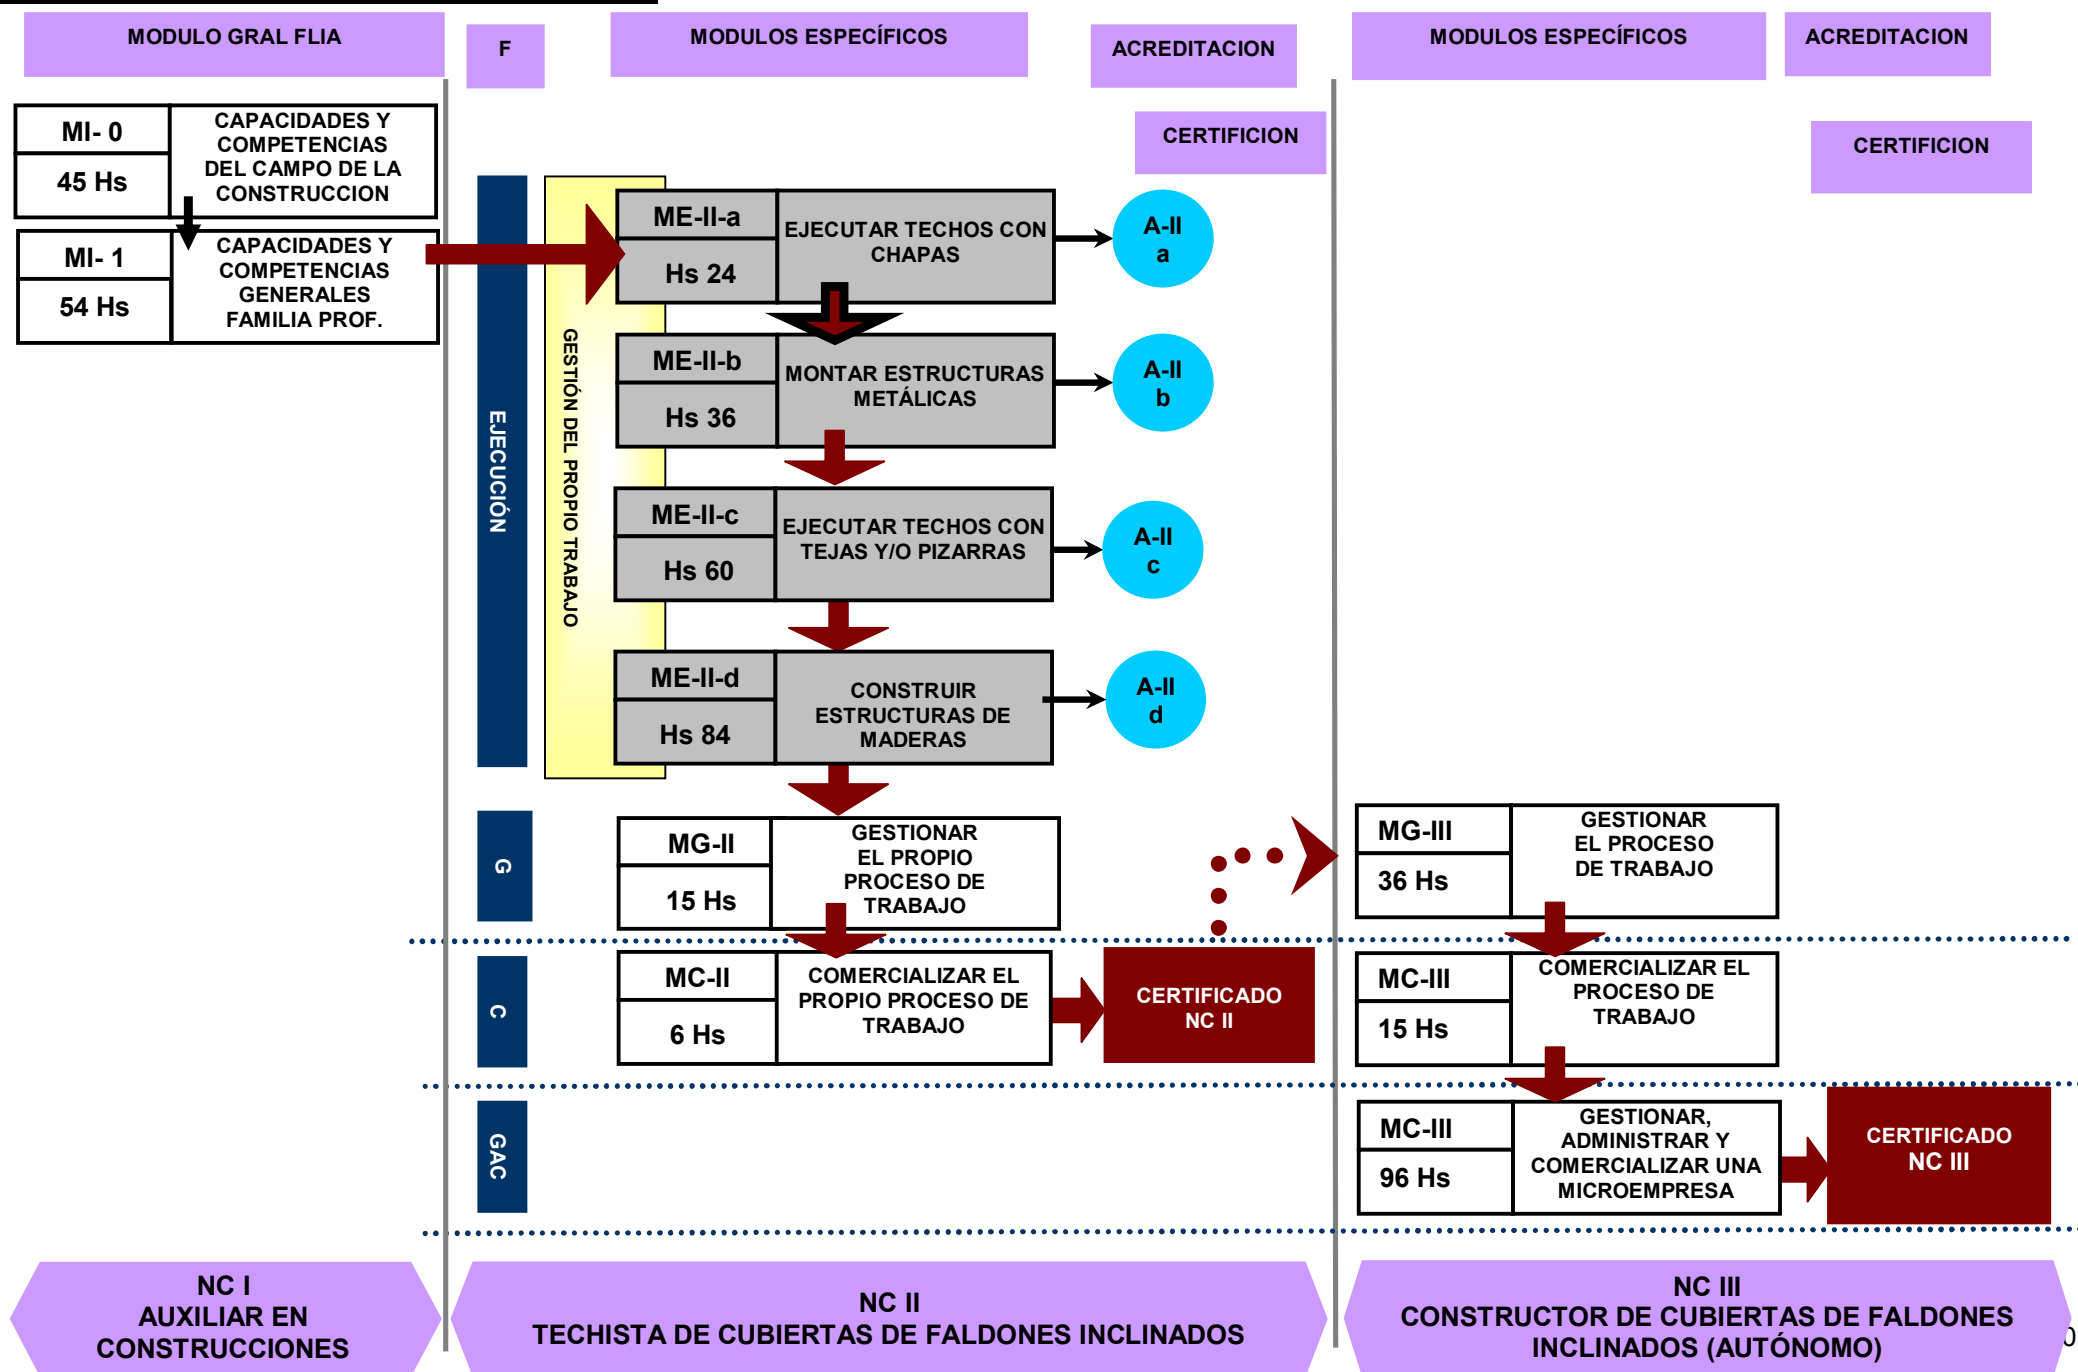 MODULO GRAL FLIA
F
MODULOS ESPECÍFICOS
ACREDITACION
MODULOS ESPECÍFICOS
ACREDITACION
CERTIFICION
CERTIFICION
MI- 0
45 Hs
CAPACIDADES Y
COMPETENCIAS
DEL CAMPO DE LA
CONSTRUCCION
MI- 1
54 Hs
CAPACIDADES Y
COMPETENCIAS
GENERALES
FAMILIA PROF.
EJECUCIÓN
GESTIÓN DEL PROPIO TRABAJO
ME-II-a
Hs 24
EJECUTAR TECHOS CON
CHAPAS
A-II
a
ME-II-b
Hs 36
MONTAR ESTRUCTURAS
METÁLICAS
A-II
b
ME-II-c
Hs 60
EJECUTAR TECHOS CON
TEJAS Y/O PIZARRAS
A-II
c
ME-II-d
Hs 84
CONSTRUIR
ESTRUCTURAS DE
MADERAS
A-II
d
G
MG-II
15 Hs
GESTIONAR
EL PROPIO
PROCESO DE
TRABAJO
MG-III
36 Hs
GESTIONAR
EL PROCESO
DE TRABAJO
C
MC-II
6 Hs
COMERCIALIZAR EL
PROPIO PROCESO DE
TRABAJO
CERTIFICADO
NC II
MC-III
15 Hs
COMERCIALIZAR EL
PROCESO DE
TRABAJO
GAC
MC-III
96 Hs
GESTIONAR,
ADMINISTRAR Y
COMERCIALIZAR UNA
MICROEMPRESA
CERTIFICADO
NC III
NC I
AUXILIAR EN
CONSTRUCCIONES
NC II
TECHISTA DE CUBIERTAS DE FALDONES INCLINADOS
NC III
CONSTRUCTOR DE CUBIERTAS DE FALDONES
INCLINADOS (AUTÓNOMO)
0